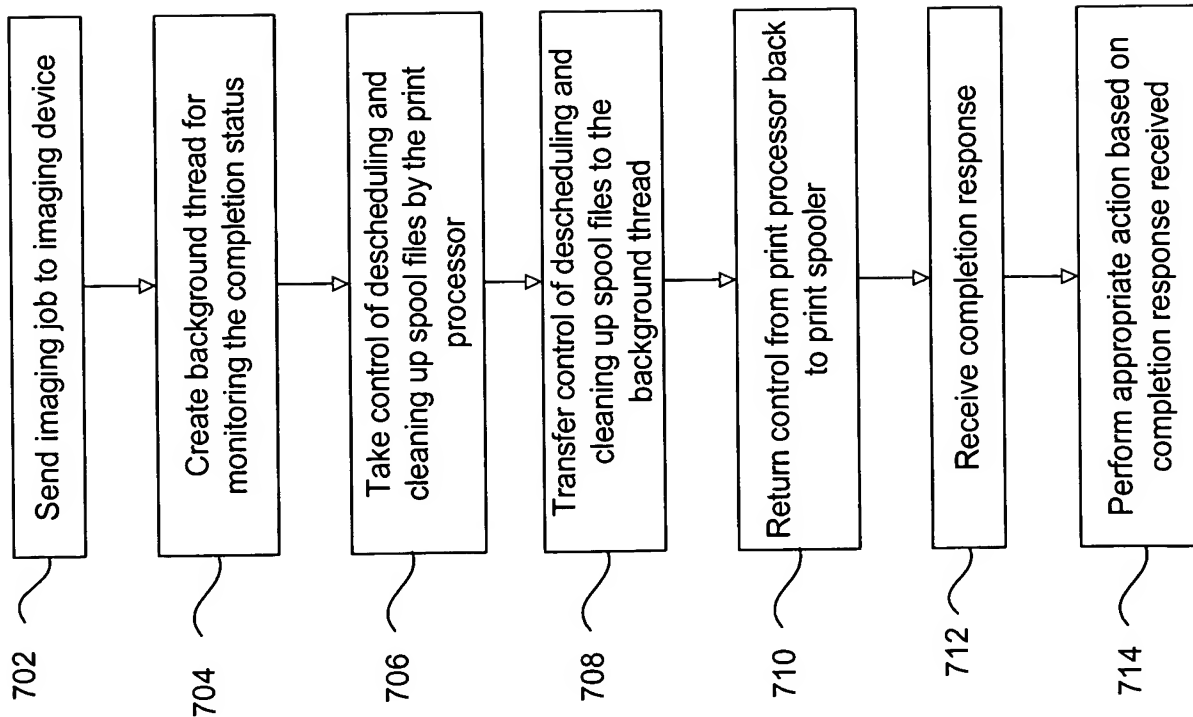 702
Send imaging job to imaging device
704
Create background thread for
monitoring the completion status
706
Take control of descheduling and
cleaning up spool files by the print
processor
708
Transfer control of descheduling and
cleaning up spool files to the
background thread
710
Return control from print processor back
to print spooler
712
Receive completion response
714
Perform appropriate action based on
completion response received